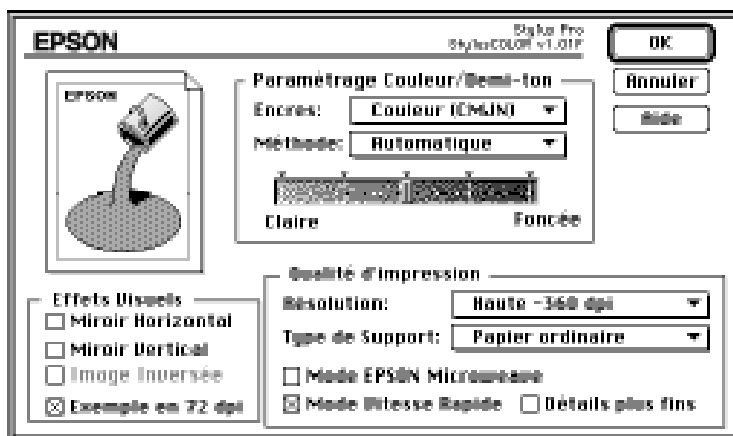 EPSON
Stylus Pro
StylusCOLOR v1.01F
OK
Annuler
Aide
EPSON
Paramétrage Couleur/Demi-ton
Encres: Couleur (CMJN)
Méthode: Automatique
Claire Foncée
Effets Visuels
Miroir Horizontal
Miroir Vertical
Image Inversée
Exemple en 72 dpi
Qualité d'impression
Résolution: Haute -360 dpi
Type de Support: Papier ordinaire
Mode EPSON Microweave
Mode Vitesse Rapide Détails plus fins